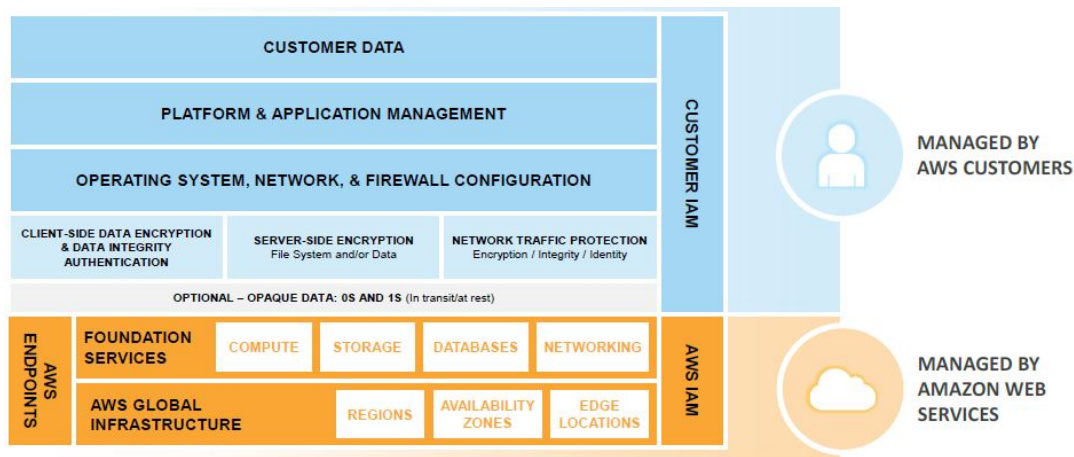 CUSTOMER DATA
PLATFORM & APPLICATION MANAGEMENT
OPERATING SYSTEM, NETWORK, & FIREWALL CONFIGURATION
CLIENT-SIDE DATA ENCRYPTION
& DATA INTEGRITY
AUTHENTICATION
SERVER-SIDE ENCRYPTION
File System and/or Data
NETWORK TRAFFIC PROTECTION
Encryption / Integrity / Identity
OPTIONAL – OPAQUE DATA: 0S AND 1S (In transit/at rest)
CUSTOMER IAM
MANAGED BY
AWS CUSTOMERS
AWS
ENDPOINTS
FOUNDATION
SERVICES
COMPUTE
STORAGE
DATABASES
NETWORKING
AWS GLOBAL
INFRASTRUCTURE
REGIONS
AVAILABILITY
ZONES
EDGE
LOCATIONS
AWS IAM
MANAGED BY
AMAZON WEB
SERVICES